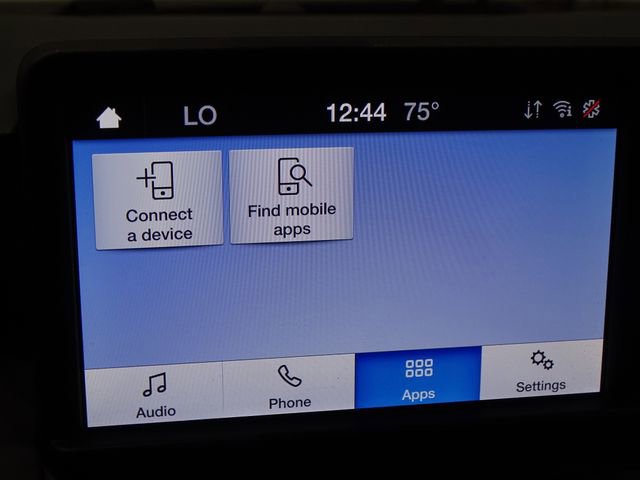 LO 12:44 75°
Connect
a device
Find mobile
apps
Audio
Phone
Apps
Settings